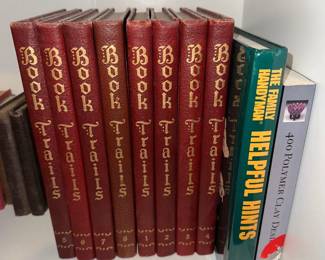 Book Trails 5
Book Trails 6
Book Trails 7
Book Trails 8
Book Trails 1
Book Trails 2
Book Trails 3
Book Trails 4
THE FAMILY HANDYMAN
HELPFUL HINTS
400 POLYMER CLAY